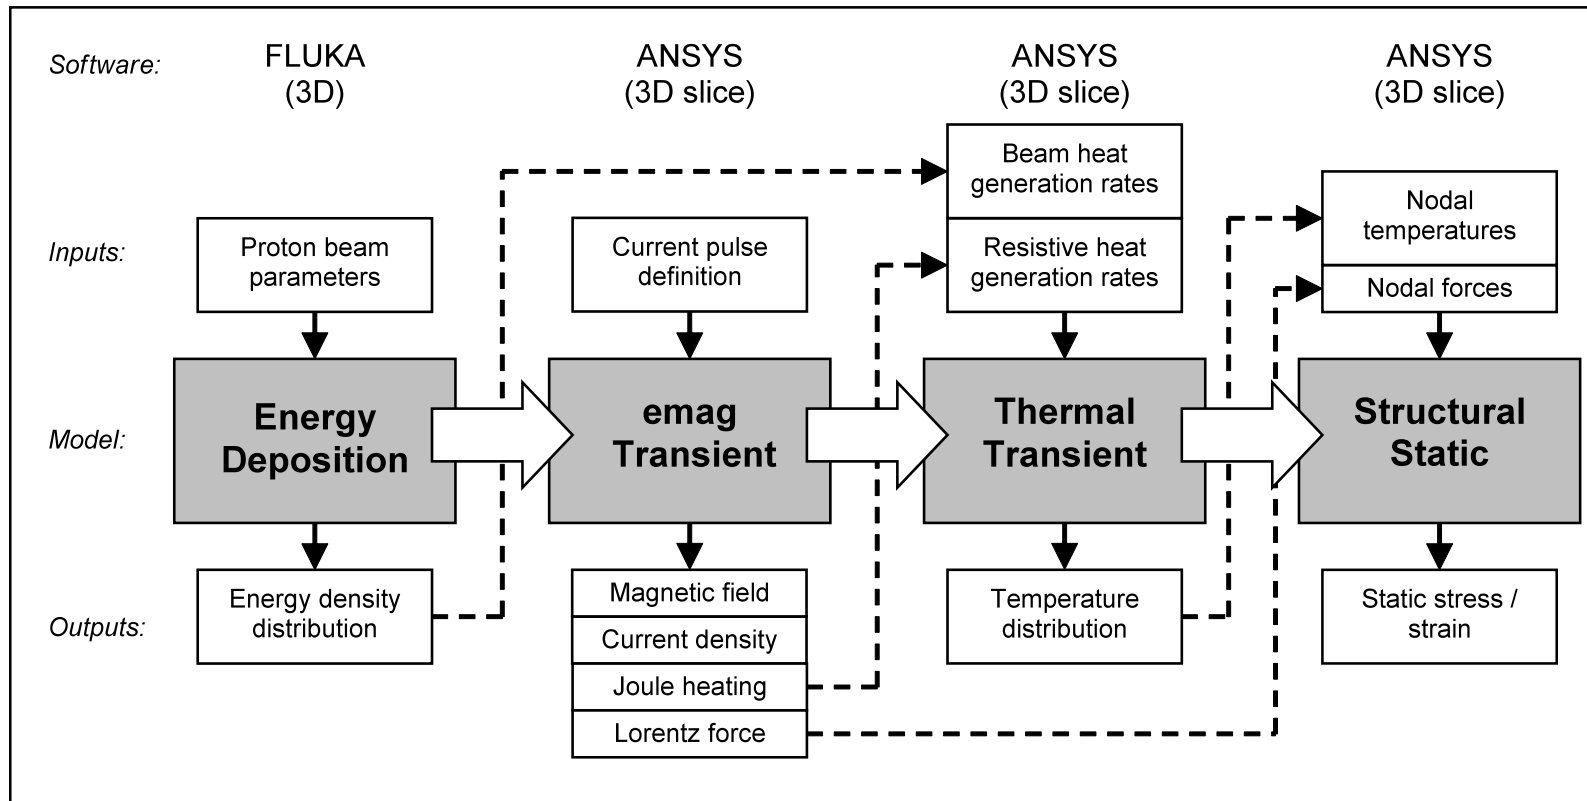 Software:
FLUKA
(3D)
ANSYS
(3D slice)
ANSYS
(3D slice)
ANSYS
(3D slice)
Inputs:
Proton beam
parameters
Current pulse
definition
Beam heat
generation rates
Resistive heat
generation rates
Nodal
temperatures
Nodal forces
Model:
Energy
Deposition
emag
Transient
Thermal
Transient
Structural
Static
Outputs:
Energy density
distribution
Magnetic field
Current density
Joule heating
Lorentz force
Temperature
distribution
Static stress /
strain